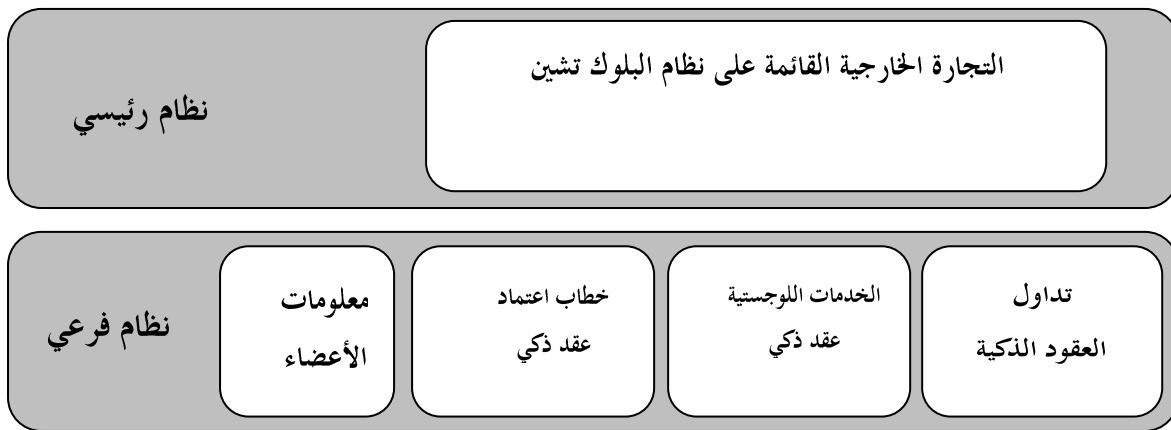 التجارة الخارجية القائمة على نظام البلوك تشين
نظام رئيسي
تداول
العقود الذكية
الخدمات اللوجستية
عقد ذكي
خطاب اعتماد
عقد ذكي
معلومات
الأعضاء
نظام فرعي